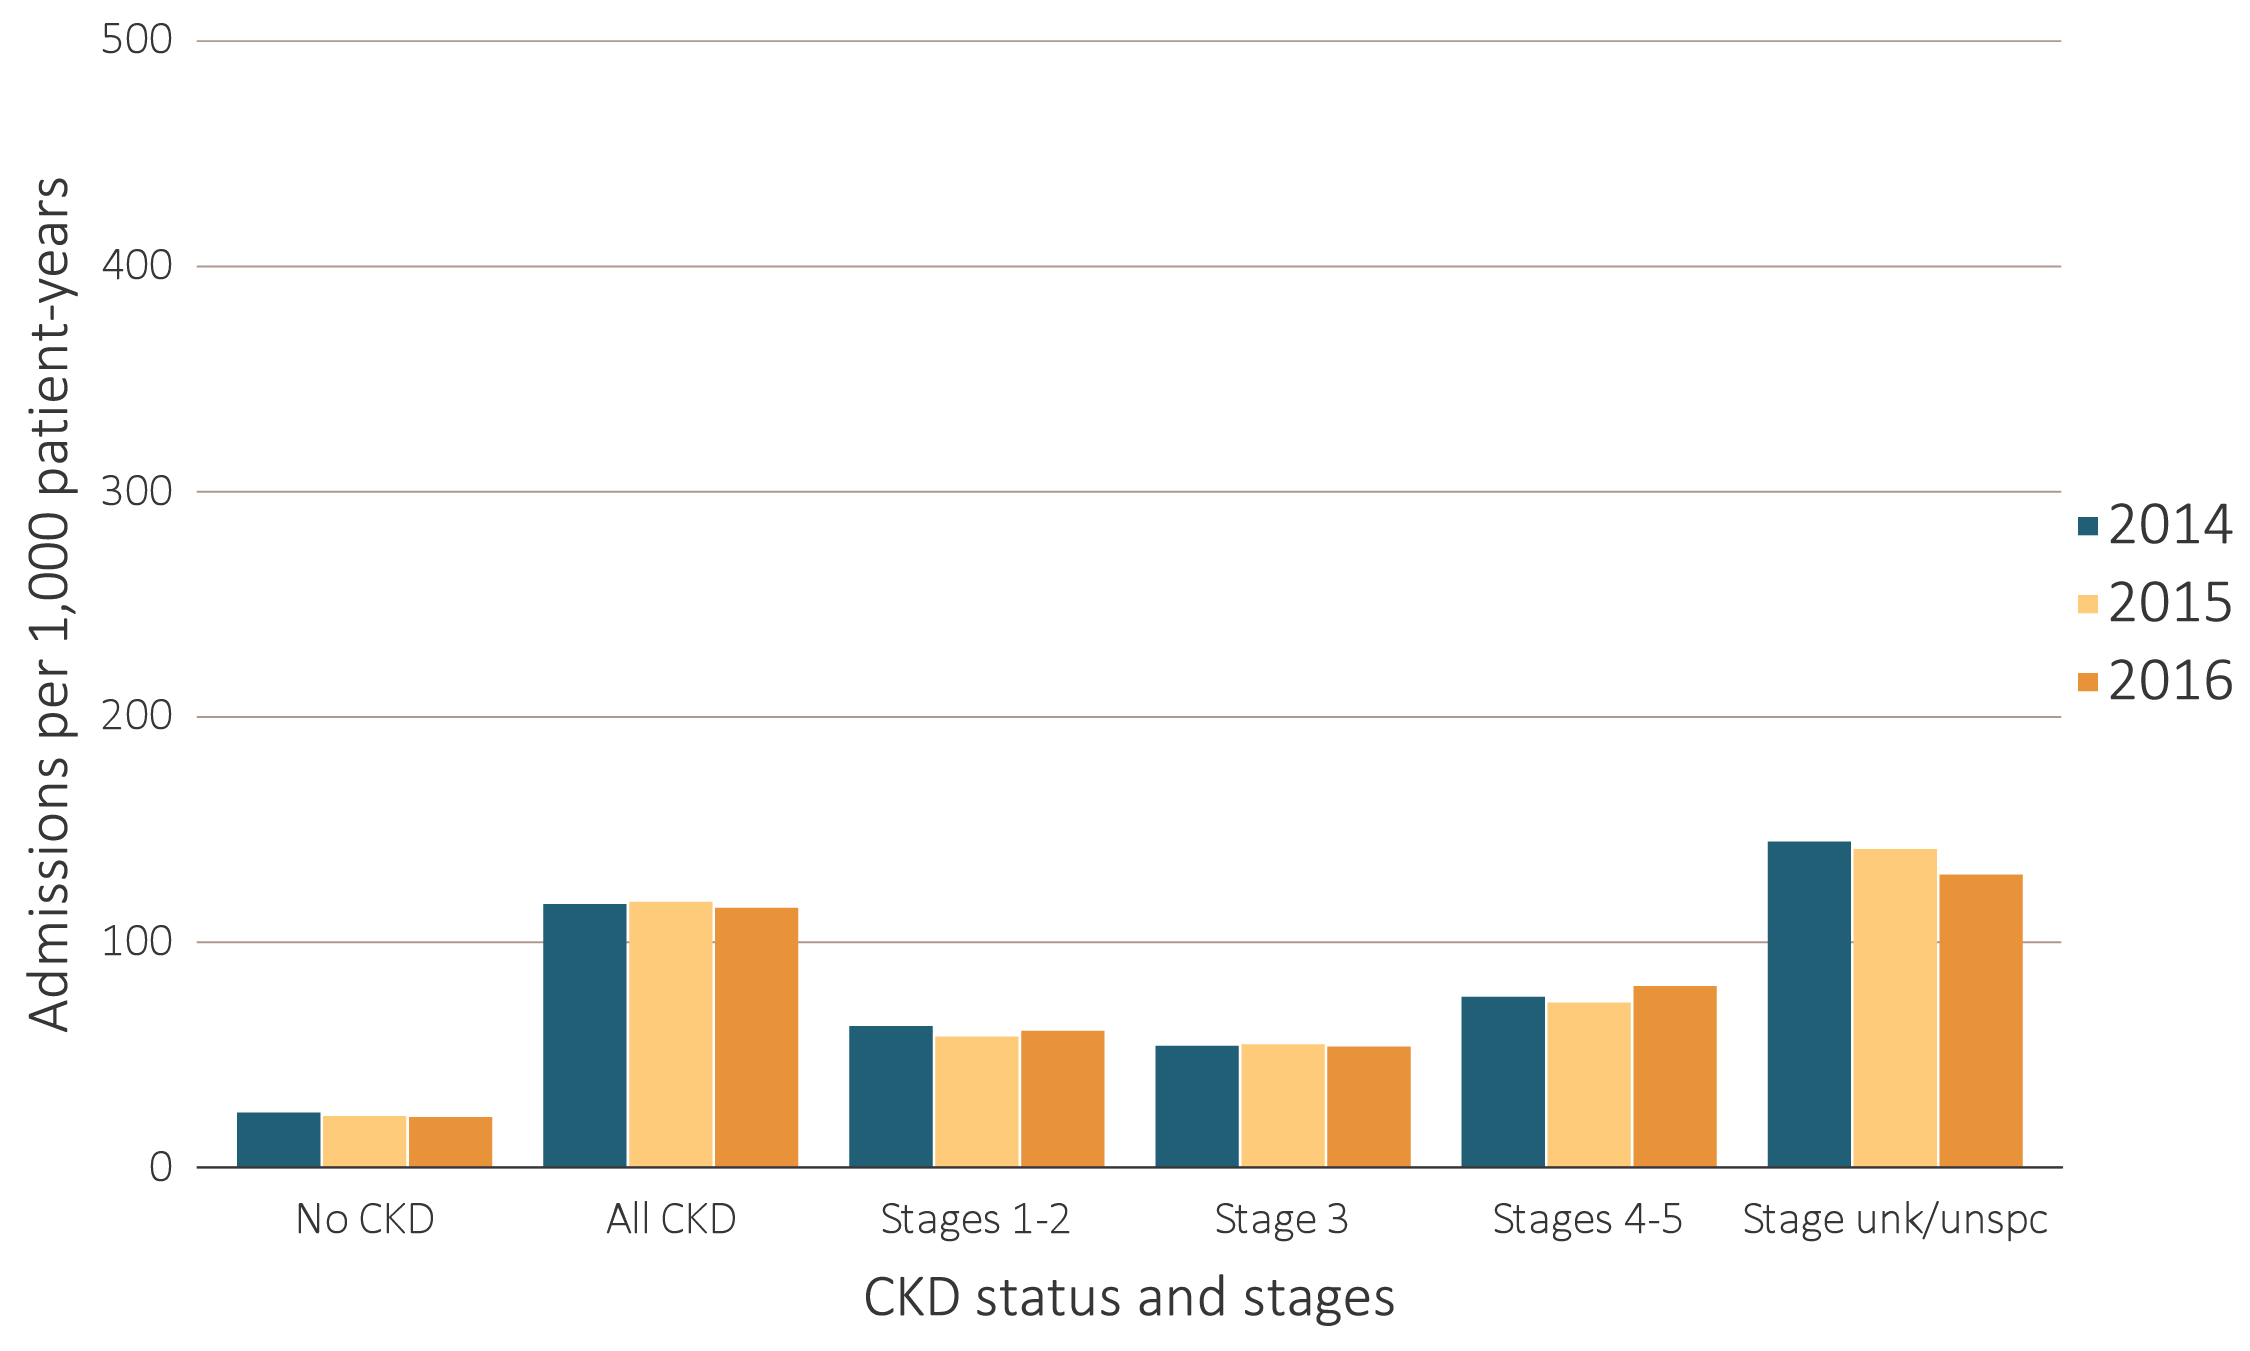 Admissions per 1,000 patient-years
500
400
300
200
100
0
No CKD
All CKD
Stages 1-2
Stage 3
Stages 4-5
Stage unk/unspc
CKD status and stages
2014
2015
2016